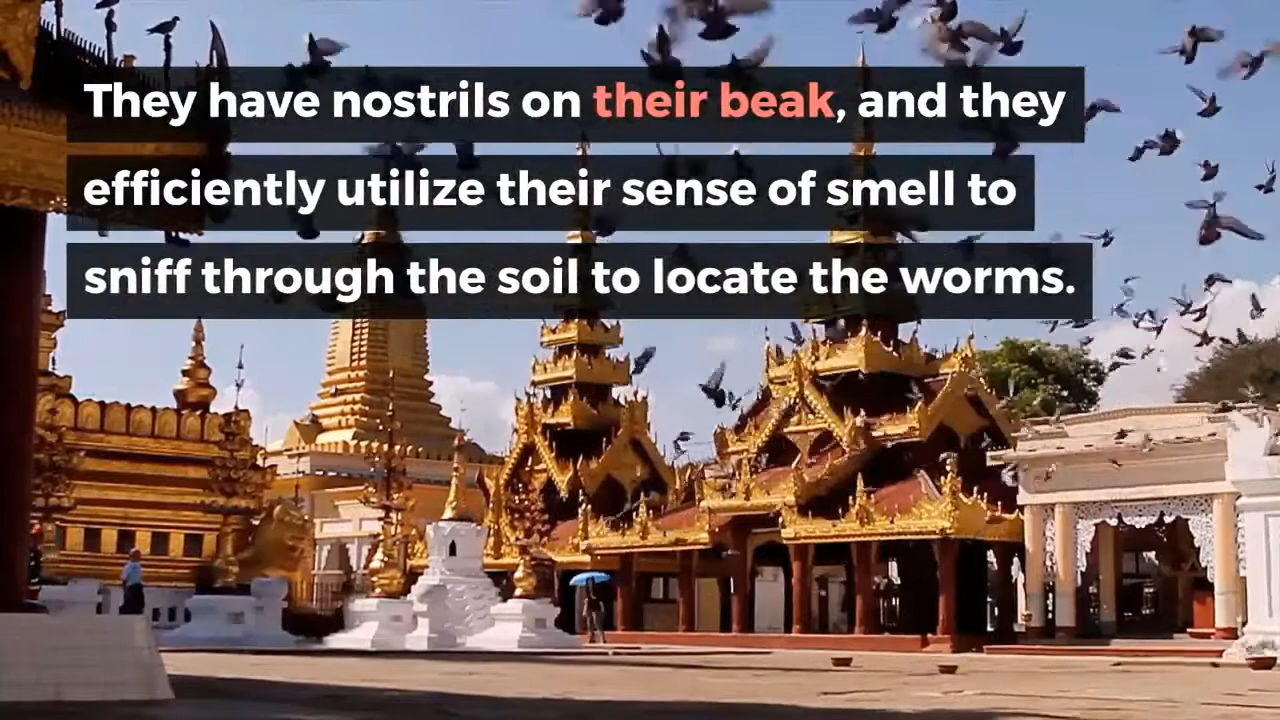 They have nostrils on their beak, and they
efficiently utilize their sense of smell to
sniff through the soil to locate the worms.